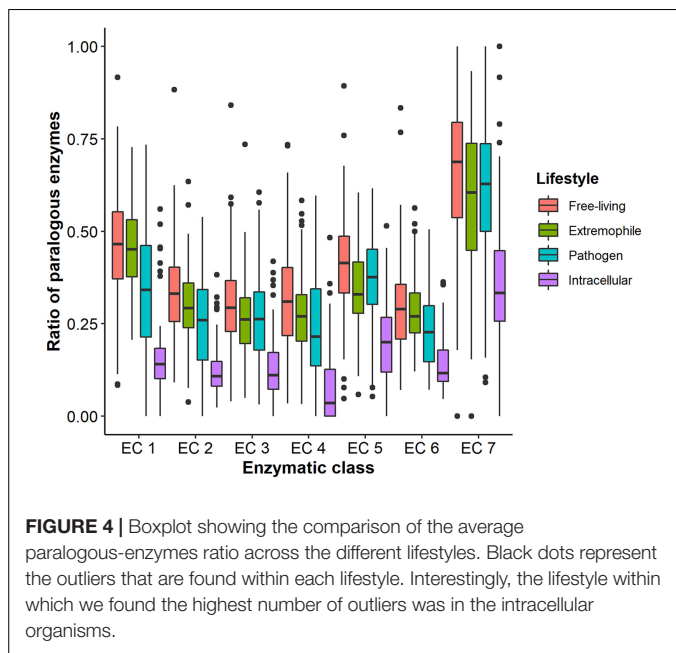 1.00
0.75
0.50
0.25
0.00
Ratio of paralogous enzymes
EC 1 EC 2 EC 3 EC 4 EC 5 EC 6 EC 7
Enzymatic class
Lifestyle
Free-living
Extremophile
Pathogen
Intracellular
FIGURE 4 | Boxplot showing the comparison of the average
paralogous-enzymes ratio across the different lifestyles. Black dots represent
the outliers that are found within each lifestyle. Interestingly, the lifestyle within
which we found the highest number of outliers was in the intracellular
organisms.